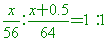 x/56 : x+0.5/64 = 1 : 1